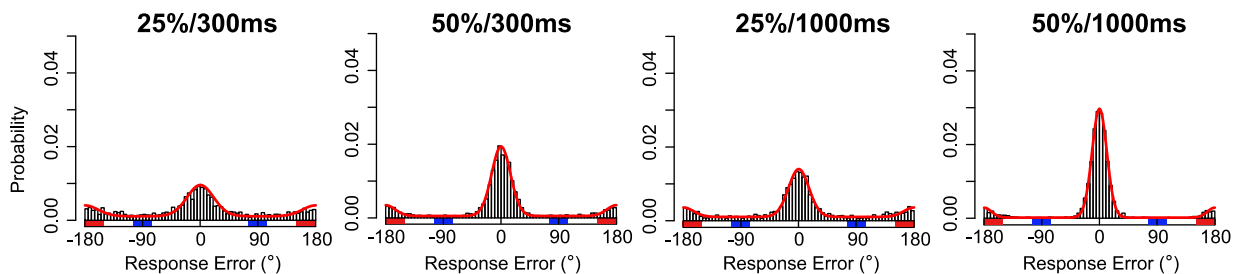 25%/300ms
50%/300ms
25%/1000ms
50%/1000ms
Probability
0.00 0.02 0.04
0.00 0.02 0.04
0.00 0.02 0.04
0.00 0.02 0.04
-180 -90 0 90 180
-180 -90 0 90 180
-180 -90 0 90 180
-180 -90 0 90 180
Response Error (°)
Response Error (°)
Response Error (°)
Response Error (°)